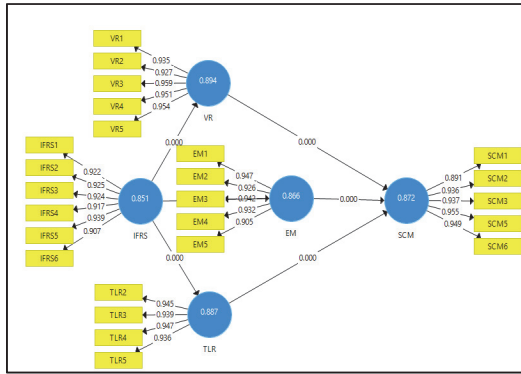 VR1
VR2
VR3
VR4
VR5
0.935
0.927
0.959
0.951
0.954
0.894
VR
0.000
0.000
IFRS1
IFRS2
IFRS3
IFRS4
IFRS5
IFRS6
0.922
0.925
0.924
0.917
0.939
0.907
0.851
IFRS
EM1
EM2
EM3
EM4
EM5
0.947
0.926
0.942
0.932
0.905
0.866
EM
0.000
0.872
SCM
0.891
0.936
0.937
0.955
0.949
SCM1
SCM2
SCM3
SCM5
SCM6
0.000
0.000
TLR2
TLR3
TLR4
TLR5
0.945
0.939
0.947
0.936
0.887
TLR